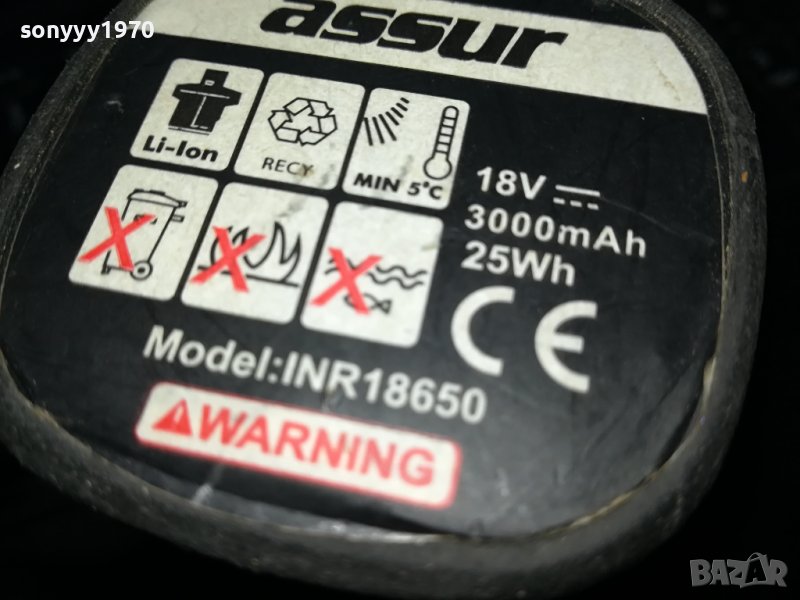 sonyyy1970
assur
Li-Ion
RECY
MIN 5°C
18V
3000mAh
25Wh
CE
Model:INR18650
WARNING
BAZAR